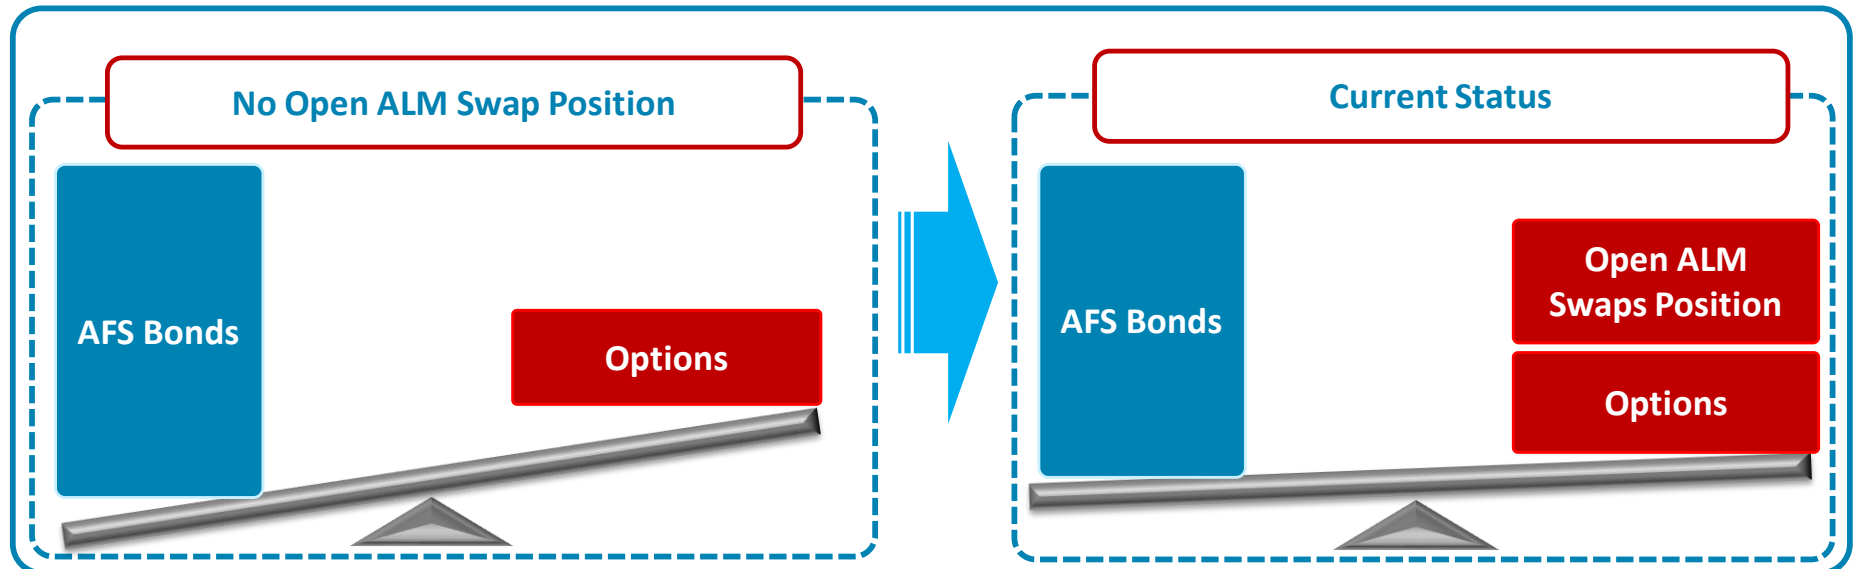 No Open ALM Swap Position
AFS Bonds
Options
Current Status
AFS Bonds
Open ALM
Swaps Position
Options